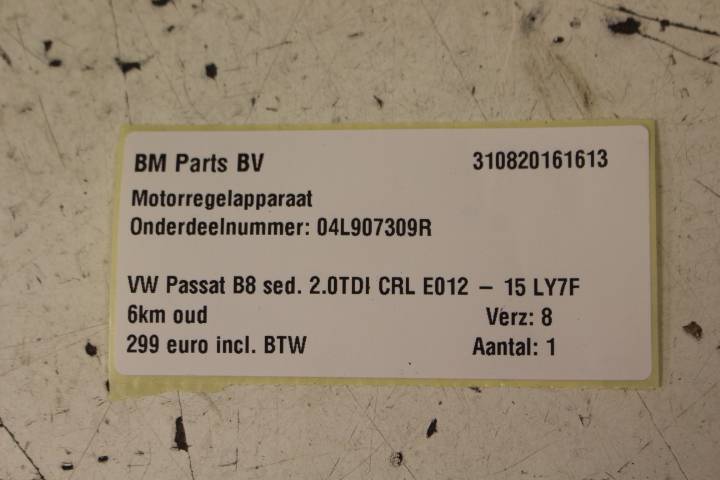 BM Parts BV 310820161613
Motorregelapparaat
Onderdeelnummer: 04L907309R
VW Passat B8 sed. 2.0TDI CRL E012 – 15 LY7F
6km oud Verz: 8
299 euro incl. BTW Aantal: 1